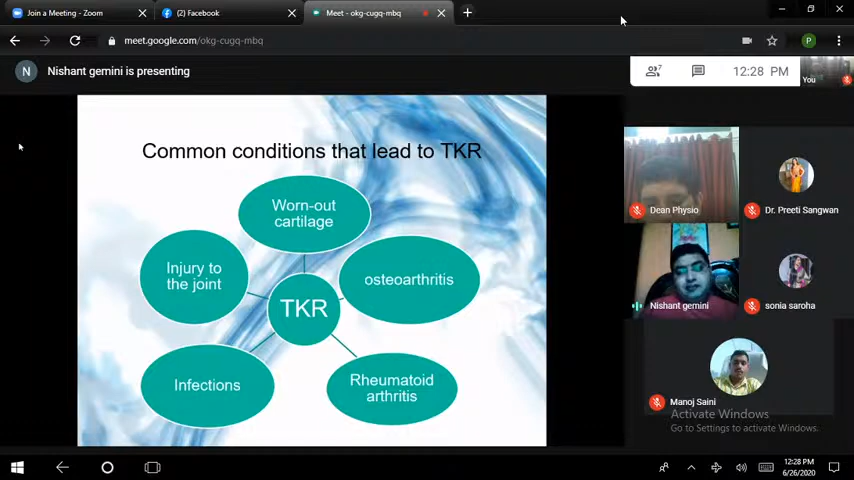 Join a Meeting - Zoom
(2) Facebook
Meet - okg-cugq-mbq
meet.google.com/okg-cugq-mbq
P
N
Nishant gemini is presenting
7
12:28 PM
You
Common conditions that lead to TKR
Worn-out
cartilage
Injury to
the joint
osteoarthritis
TKR
Infections
Rheumatoid
arthritis
Dean Physio
Dr. Preeti Sangwan
Nishant gemini
sonia saroha
Manoj Saini
Activate Windows
Go to Settings to activate Windows.
12:28 PM
6/26/2020